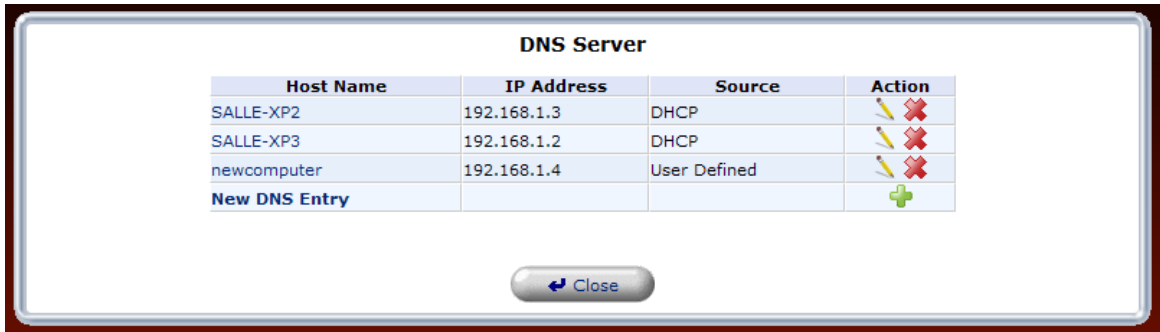 DNS Server
Host Name IP Address Source Action
SALLE-XP2 192.168.1.3 DHCP
SALLE-XP3 192.168.1.2 DHCP
newcomputer 192.168.1.4 User Defined
New DNS Entry
Close